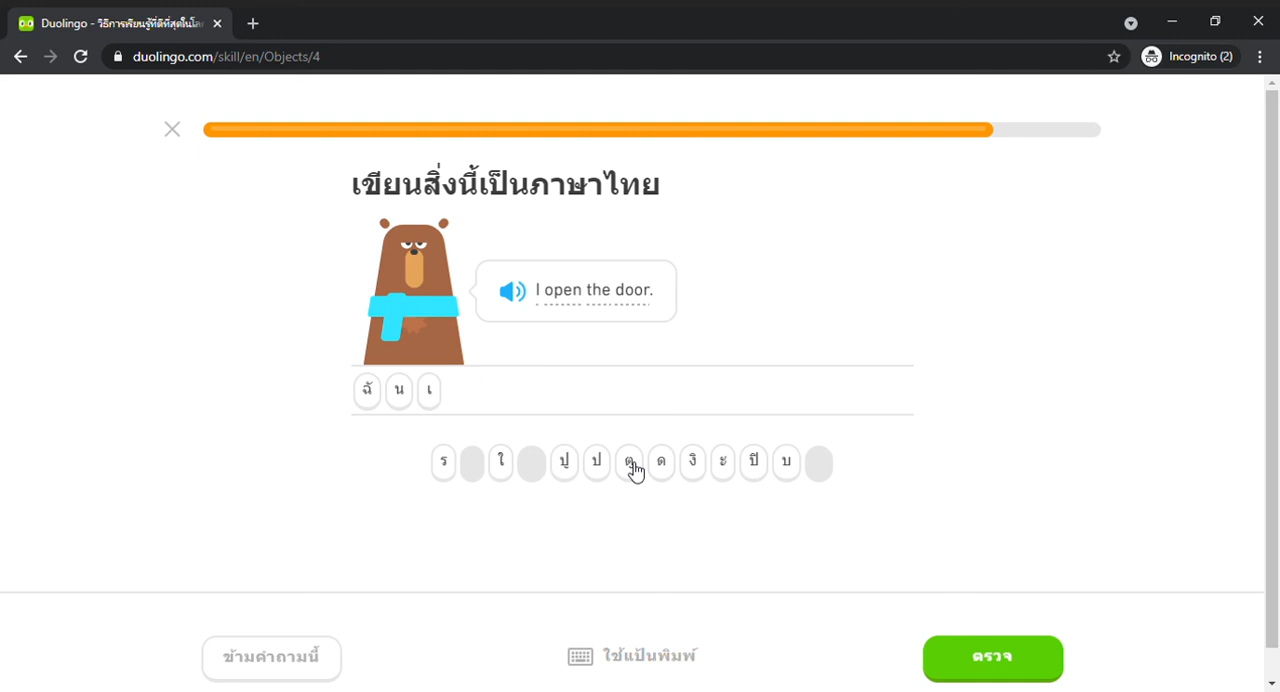 Duolingo - วิธีการเรียนรู้ที่ดีที่สุดในโลก
duolingo.com/skill/en/Objects/4
Incognito (2)
เขียนสิ่งนี้เป็นภาษาไทย
I open the door.
ฉั น เ
ร ใ ปู ป ตู ด งิ ะ ปิ บ
ข้ามคำถามนี้
ใช้แป้นพิมพ์
ตรวจ